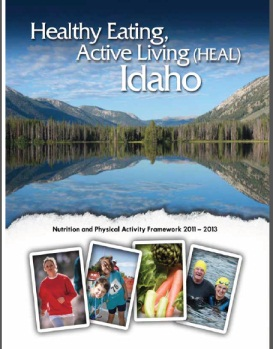 Healthy Eating,
Active Living (HEAL)
Idaho
Nutrition and Physical Activity Framework 2011 – 2013